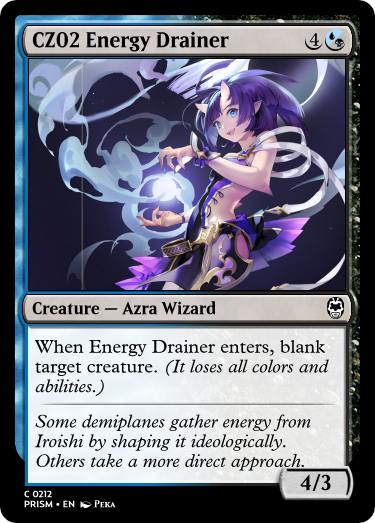 CZ02 Energy Drainer 4
Creature — Azra Wizard
When Energy Drainer enters, blank
target creature. (It loses all colors and
abilities.)
Some demiplanes gather energy from
Iroishi by shaping it ideologically.
Others take a more direct approach.
4/3
C 0212
PRISM • EN PEKA